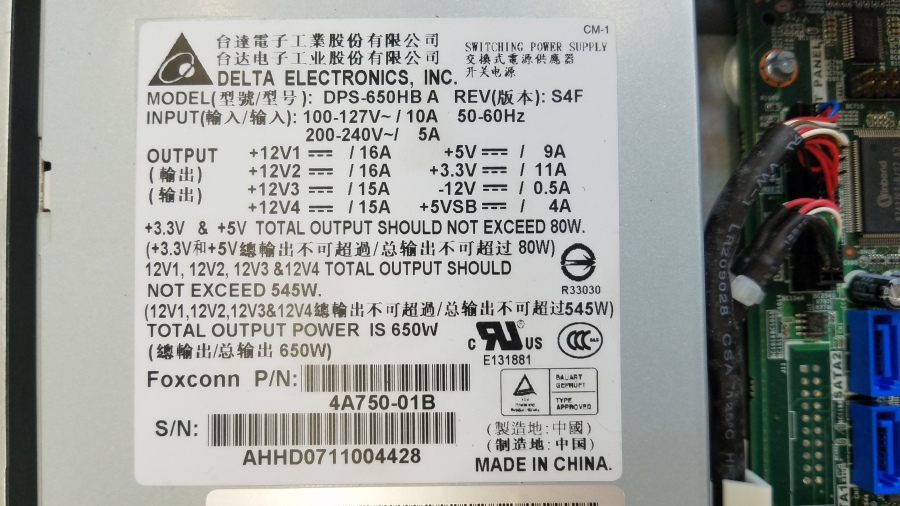 CM-1
台達電子工業股份有限公司
台达电子工业股份有限公司
DELTA ELECTRONICS, INC.
SWITCHING POWER SUPPLY
交換式電源供應器
开关电源
MODEL(型號/型号): DPS-650HB A REV(版本): S4F
INPUT(輸入/输入): 100-127V~/ 10A 50-60Hz
200-240V~/ 5A
OUTPUT
(輸出)
(输出)
+12V1 / 16A +5V / 9A
+12V2 / 16A +3.3V / 11A
+12V3 / 15A -12V / 0.5A
+12V4 / 15A +5VSB / 4A
+3.3V & +5V TOTAL OUTPUT SHOULD NOT EXCEED 80W.
(+3.3V和+5V總輸出不可超過/总输出不可超过 80W)
12V1, 12V2, 12V3 &12V4 TOTAL OUTPUT SHOULD
NOT EXCEED 545W.
(12V1,12V2,12V3&12V4總輸出不可超過/总输出不可超过545W)
TOTAL OUTPUT POWER IS 650W
(總輸出/总输出 650W)
R33030
c RU US
E131881
CCC
BAUART
GEPRÜFT
TYPE
APPROVED
Foxconn P/N:
4A750-01B
S/N:
AHHD0711004428
(製造地:中國)
(制造地:中国)
MADE IN CHINA.
T PANEL1
winbond
SATA2
SATA1